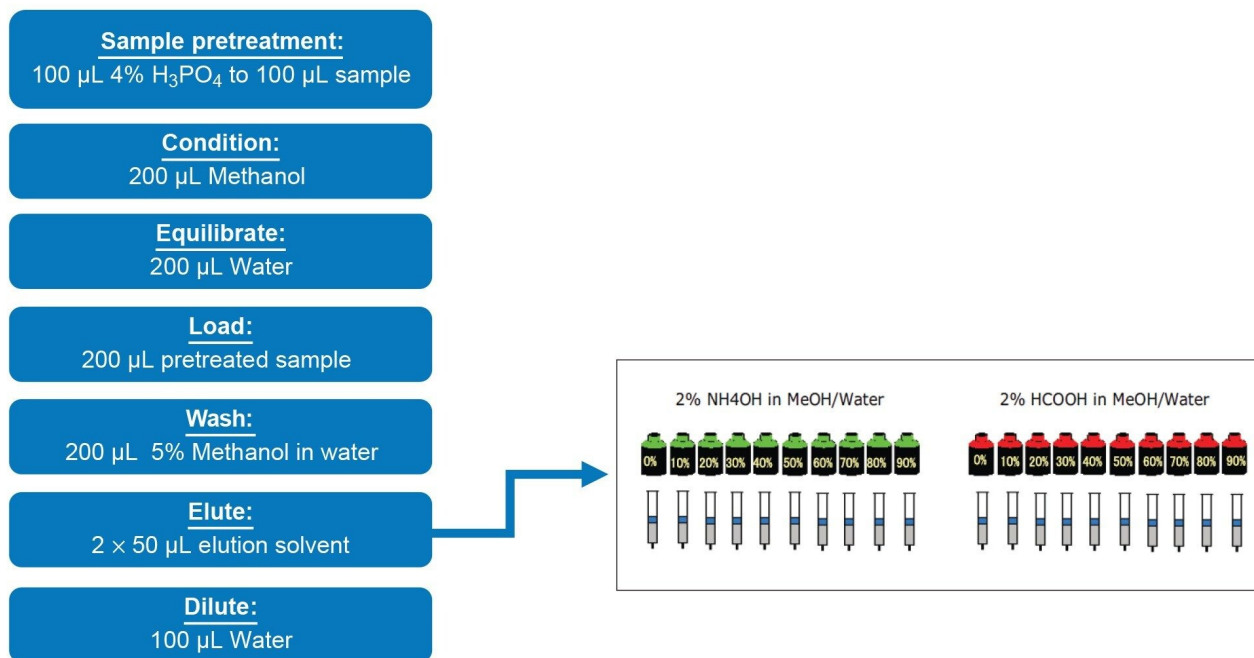 Sample pretreatment:
100 µL 4% H₃PO₄ to 100 µL sample
Condition:
200 µL Methanol
Equilibrate:
200 µL Water
Load:
200 µL pretreated sample
Wash:
200 µL 5% Methanol in water
Elute:
2 × 50 µL elution solvent
Dilute:
100 µL Water
2% NH4OH in MeOH/Water
0% 10% 20% 30% 40% 50% 60% 70% 80% 90%
2% HCOOH in MeOH/Water
0% 10% 20% 30% 40% 50% 60% 70% 80% 90%